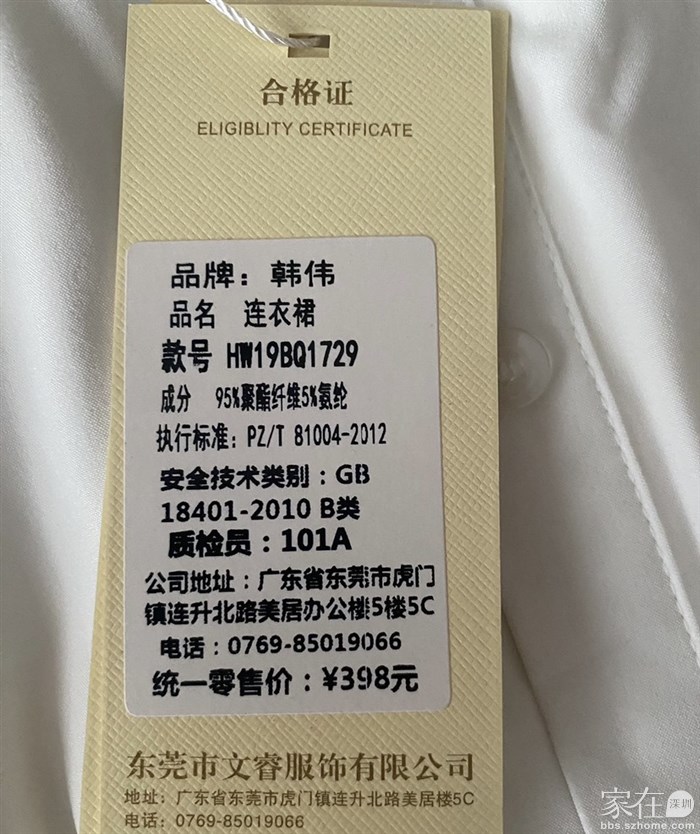 合格证
ELIGIBLITY CERTIFICATE
品牌：韩伟
品名 连衣裙
款号 HW19BQ1729
成分 95%聚酯纤维5%氨纶
执行标准：PZ/T 81004-2012
安全技术类别：GB
18401-2010 B类
质检员：101A
公司地址：广东省东莞市虎门
镇连升北路美居办公楼5楼5C
电话：0769-85019066
统一零售价：¥398元
东莞市文睿服饰有限公司
地址：广东省东莞市虎门镇连升北路美居楼5C
电话：0769-85019066
家在深圳
bbs.szhome.com